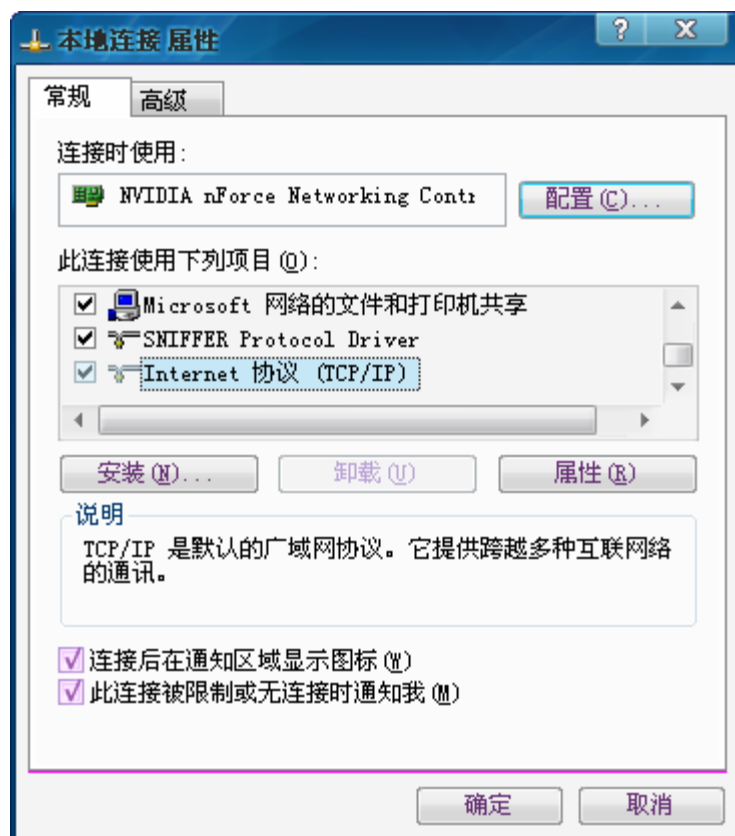 本地连接 属性
常规
高级
连接时使用:
NVIDIA nForce Networking Contr
配置(C)...
此连接使用下列项目(O):
Microsoft 网络的文件和打印机共享
SNIFFER Protocol Driver
Internet 协议 (TCP/IP)
安装(N)...
卸载(U)
属性(R)
说明
TCP/IP 是默认的广域网协议。它提供跨越多种互联网络
的通讯。
连接后在通知区域显示图标(W)
此连接被限制或无连接时通知我(M)
确定
取消